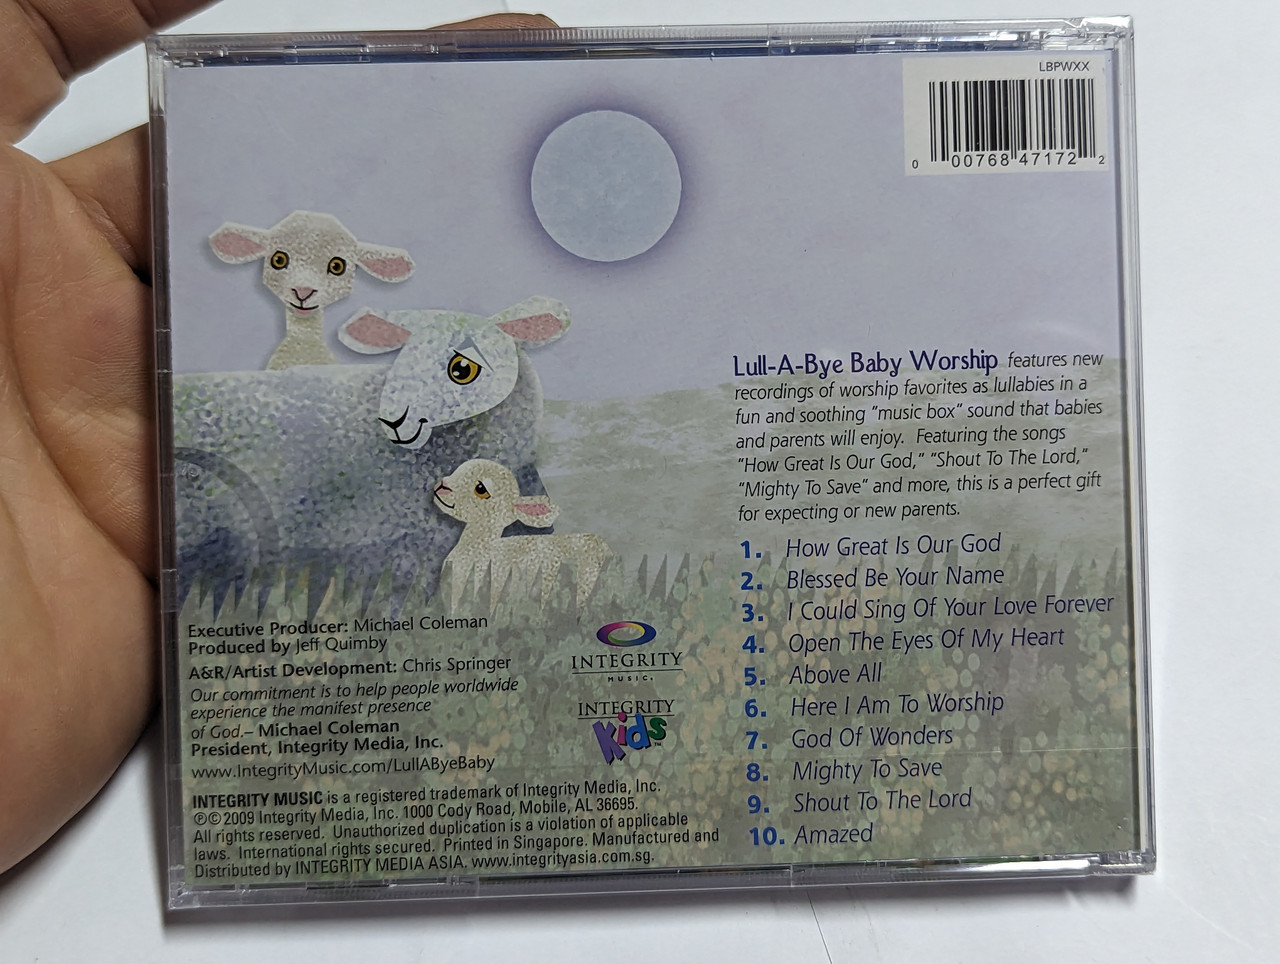 LBPWXX
0 00768 47172 2
Lull-A-Bye Baby Worship features new
recordings of worship favorites as lullabies in a
fun and soothing "music box" sound that babies
and parents will enjoy. Featuring the songs
"How Great Is Our God," "Shout To The Lord,"
"Mighty To Save" and more, this is a perfect gift
for expecting or new parents.
1. How Great Is Our God
2. Blessed Be Your Name
3. I Could Sing Of Your Love Forever
4. Open The Eyes Of My Heart
5. Above All
6. Here I Am To Worship
7. God Of Wonders
8. Mighty To Save
9. Shout To The Lord
10. Amazed
Executive Producer: Michael Coleman
Produced by Jeff Quimby
A&R/Artist Development: Chris Springer
Our commitment is to help people worldwide
experience the manifest presence
of God.– Michael Coleman
President, Integrity Media, Inc.
www.IntegrityMusic.com/LullAByeBaby
INTEGRITY
MUSIC.
INTEGRITY
Kids™
INTEGRITY MUSIC is a registered trademark of Integrity Media, Inc.
℗©2009 Integrity Media, Inc. 1000 Cody Road, Mobile, AL 36695.
All rights reserved. Unauthorized duplication is a violation of applicable
laws. International rights secured. Printed in Singapore. Manufactured and
Distributed by INTEGRITY MEDIA ASIA. www.integrityasia.com.sg.